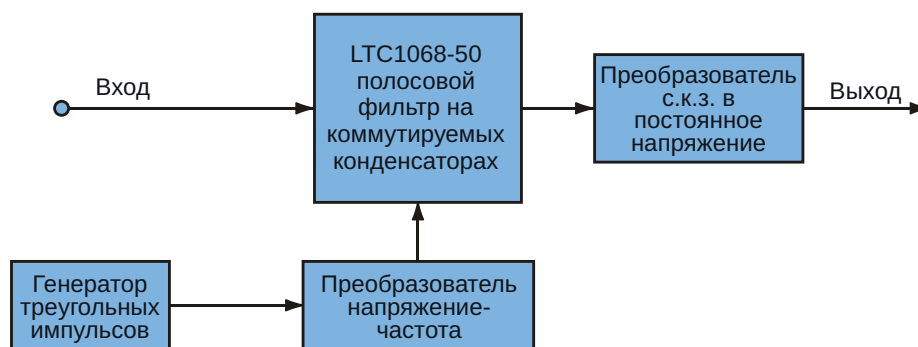 Вход
LTC1068-50
полосовой
фильтр на
коммутируемых
конденсаторах
Преобразователь
с.к.з. в
постоянное
напряжение
Выход
Генератор
треугольных
импульсов
Преобразователь
напряжение-
частота